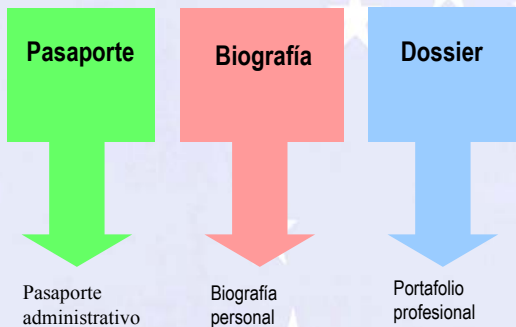 Pasaporte
Biografía
Dossier
Pasaporte
administrativo
Biografía
personal
Portafolio
profesional